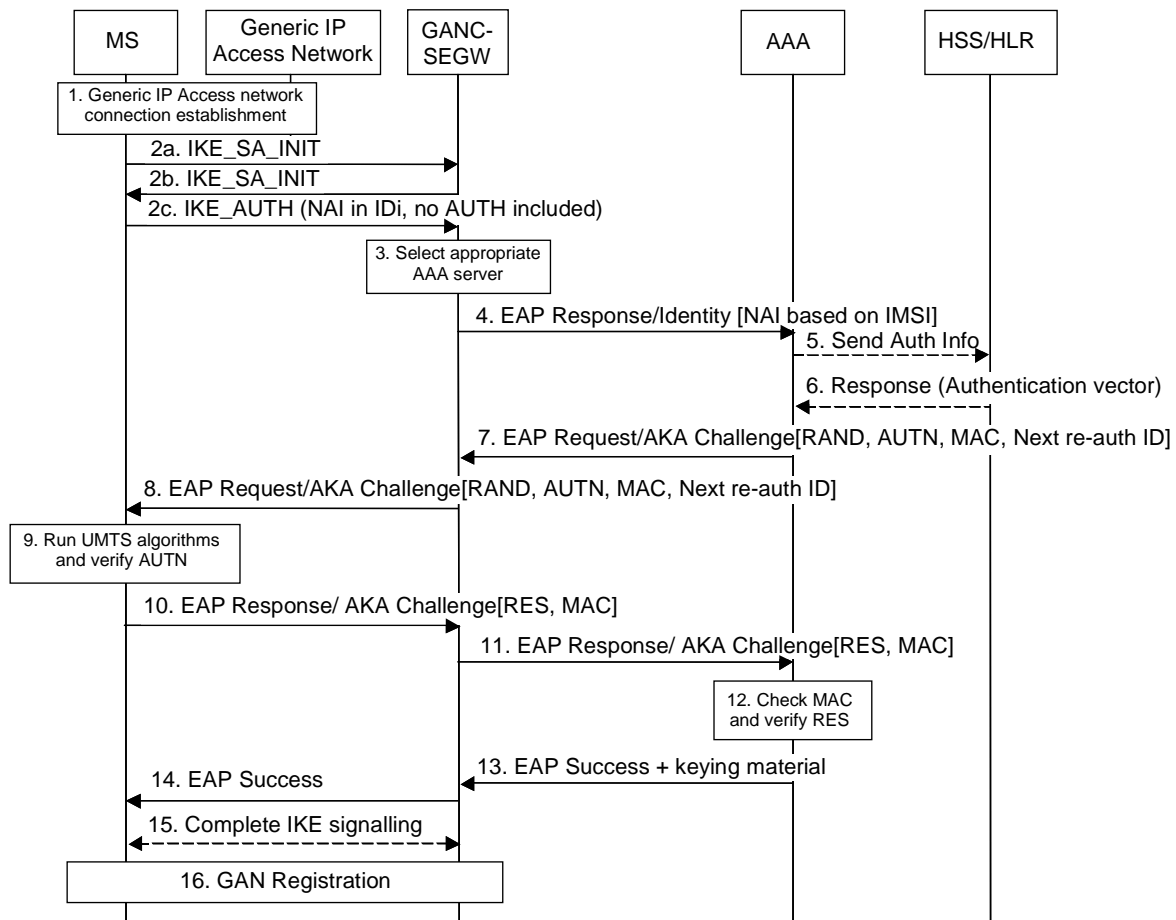 MS
Generic IP
Access Network
GANC-
SEGW
AAA
HSS/HLR
1. Generic IP Access network
connection establishment
2a. IKE_SA_INIT
2b. IKE_SA_INIT
2c. IKE_AUTH (NAI in IDi, no AUTH included)
3. Select appropriate
AAA server
4. EAP Response/Identity [NAI based on IMSI]
5. Send Auth Info
6. Response (Authentication vector)
7. EAP Request/AKA Challenge[RAND, AUTN, MAC, Next re-auth ID]
8. EAP Request/AKA Challenge[RAND, AUTN, MAC, Next re-auth ID]
9. Run UMTS algorithms
and verify AUTN
10. EAP Response/ AKA Challenge[RES, MAC]
11. EAP Response/ AKA Challenge[RES, MAC]
12. Check MAC
and verify RES
13. EAP Success + keying material
14. EAP Success
15. Complete IKE signalling
16. GAN Registration